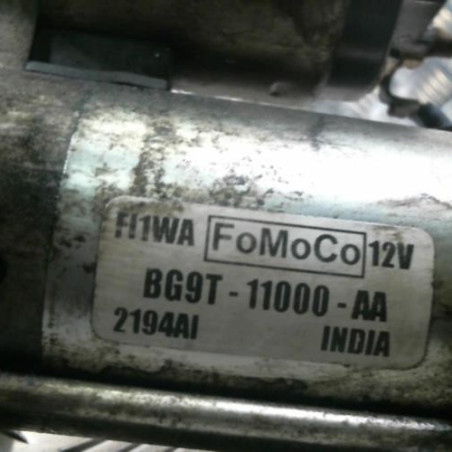 FI1WA FoMoCo 12V
BG9T - 11000 - AA
2194AI INDIA